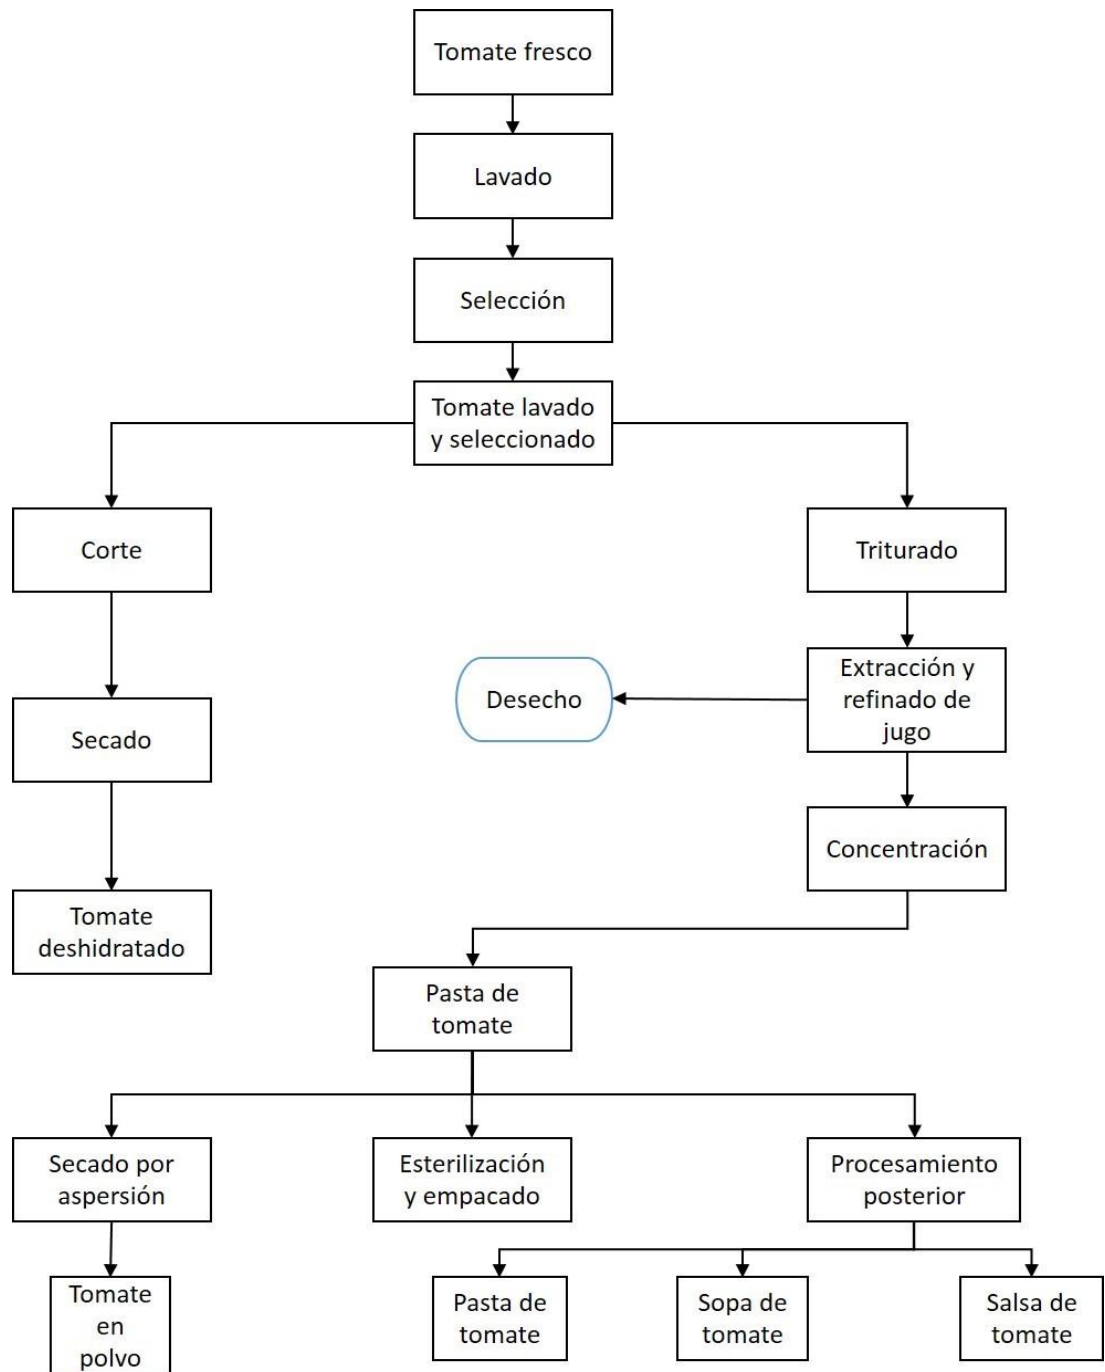 Tomate fresco
Lavado
Selección
Tomate lavado
y seleccionado
Corte
Triturado
Extracción y
refinado de
jugo
Desecho
Secado
Concentración
Tomate
deshidratado
Pasta de
tomate
Secado por
aspersión
Esterilización
y empacado
Procesamiento
posterior
Tomate
en
polvo
Pasta de
tomate
Sopa de
tomate
Salsa de
tomate